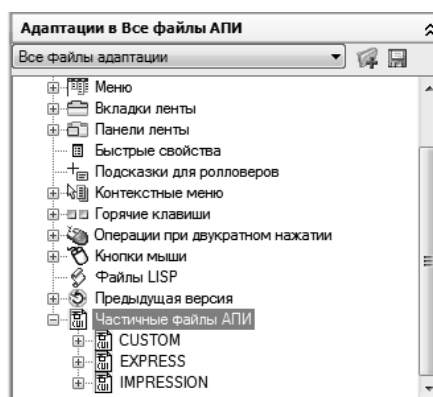 Адаптации в Все файлы АПИ
Все файлы адаптации
Меню
Вкладки ленты
Панели ленты
Быстрые свойства
Подсказки для ролловеров
Контекстные меню
Горячие клавиши
Операции при двукратном нажатии
Кнопки мыши
Файлы LISP
Предыдущая версия
Частичные файлы АПИ
CUSTOM
EXPRESS
IMPRESSION